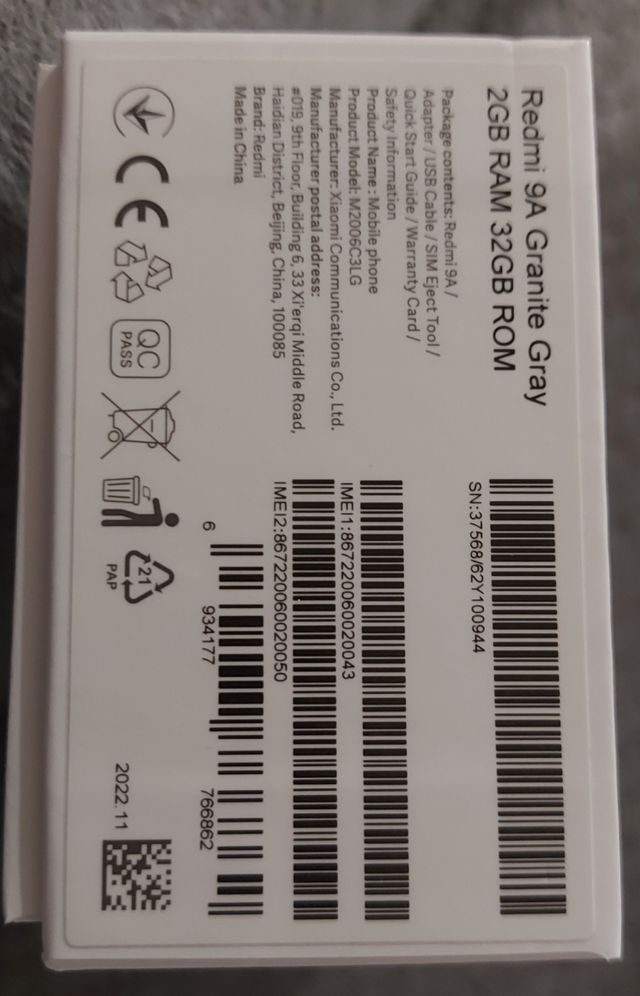 Redmi 9A Granite Gray
2GB RAM 32GB ROM
Package contents: Redmi 9A /
Adapter / USB Cable / SIM Eject Tool /
Quick Start Guide / Warranty Card /
Safety Information
Product Name : Mobile phone
Product Model: M2006C3LG
Manufacturer: Xiaomi Communications Co., Ltd.
Manufacturer postal address:
#019, 9th Floor, Building 6, 33 Xi'erqi Middle Road,
Haidian District, Beijing, China, 100085
Brand: Redmi
Made in China
SN:37568/62Y100944
IMEI1:867220060020043
IMEI2:867220060020050
6 934177 766862
CE
QC
PASS
21
PAP
2022.11